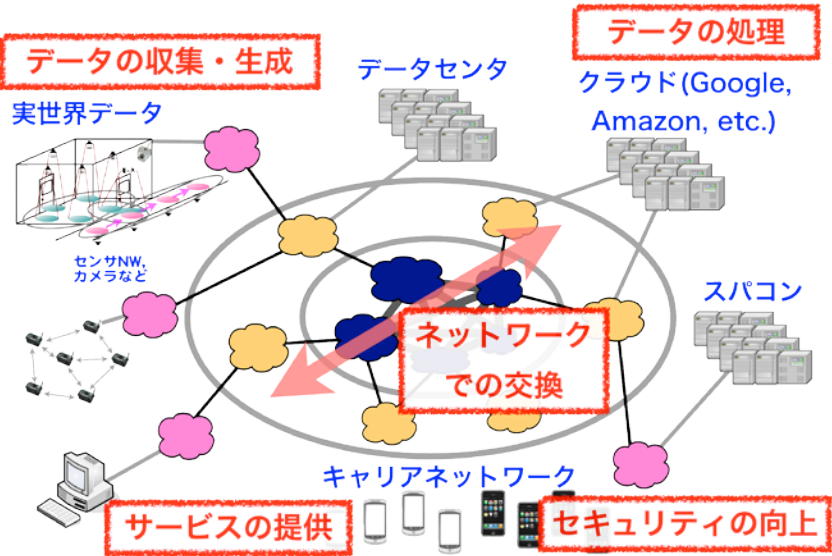 データの収集・生成
データの処理
データセンタ
クラウド(Google,
Amazon, etc.)
実世界データ
センサNW,
カメラなど
スパコン
ネットワーク
での交換
キャリアネットワーク
サービスの提供
セキュリティの向上